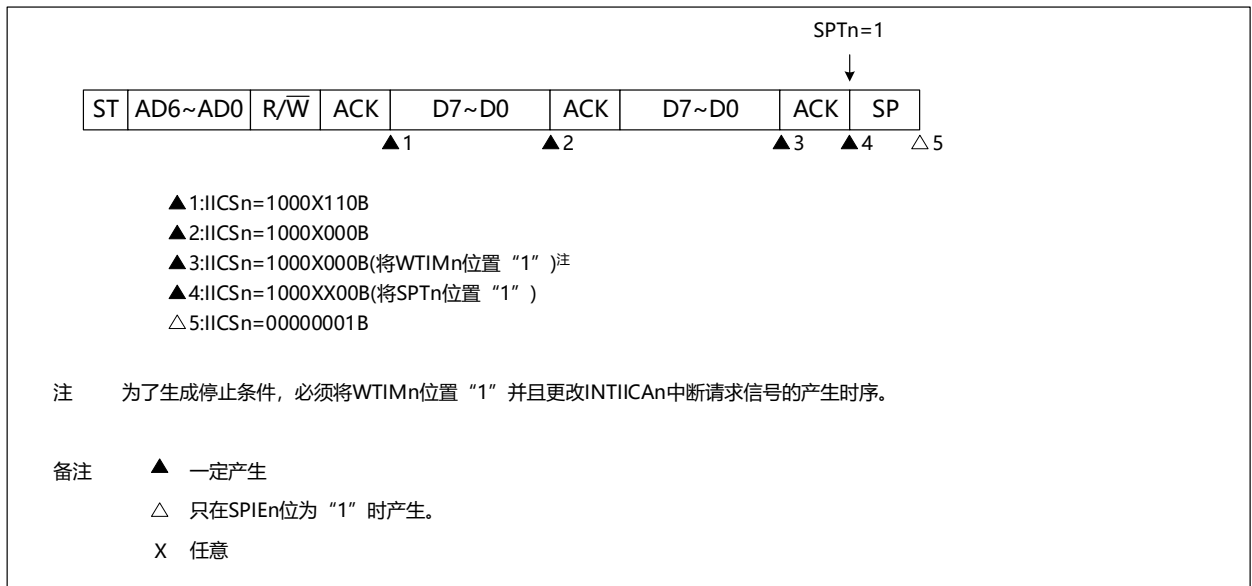 SPTn=1
ST AD6~AD0 R/W̅ ACK D7~D0 ACK D7~D0 ACK SP
▲1 ▲2 ▲3 ▲4 △5
▲1:IICSn=1000X110B
▲2:IICSn=1000X000B
▲3:IICSn=1000X000B(将WTIMn位置“1”)注
▲4:IICSn=1000XX00B(将SPTn位置“1”)
△5:IICSn=00000001B
注 为了生成停止条件，必须将WTIMn位置“1”并且更改INTIICAn中断请求信号的产生时序。
备注 ▲ 一定产生
△ 只在SPIEn位为“1”时产生。
X 任意